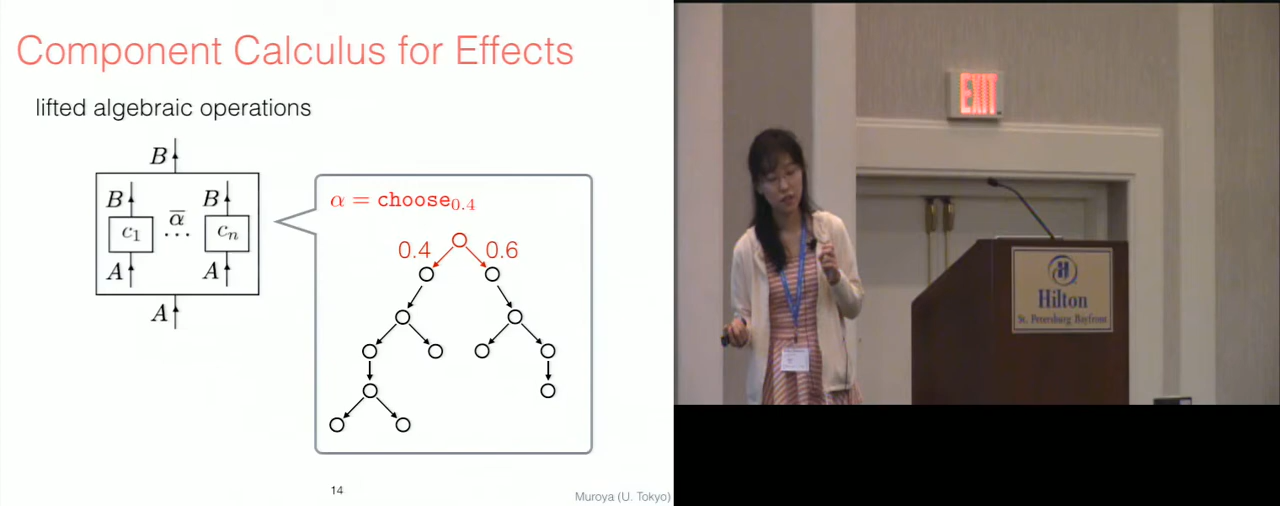 Component Calculus for Effects
lifted algebraic operations
B
B
B
c₁
ᾱ
...
cₙ
A
A
A
α = choose₀.₄
0.4
0.6
14
Muroya (U. Tokyo)
EXIT
Hilton
St. Petersburg Bayfront